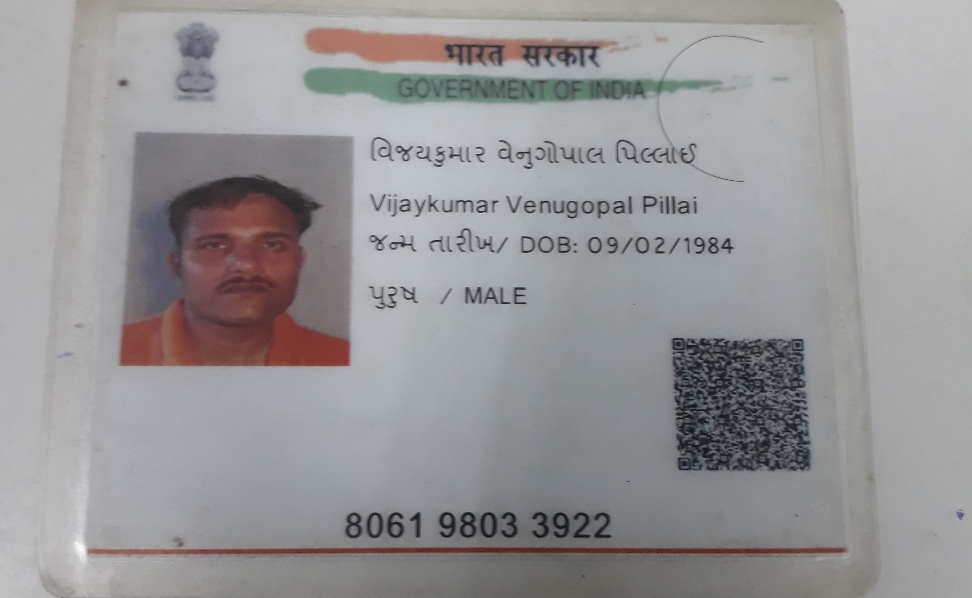 भारत सरकार
GOVERNMENT OF INDIA
વિજયકુમાર વેનુગોપાલ પિલ્લાઈ
Vijaykumar Venugopal Pillai
જન્મ તારીખ/ DOB: 09/02/1984
પુરુષ / MALE
8061 9803 3922